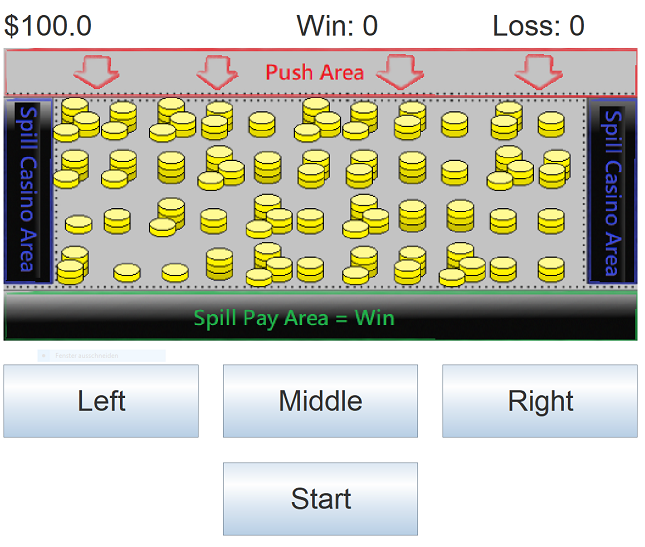 $100.0 Win: 0 Loss: 0
Push Area
Spill Casino Area
Spill Casino Area
Spill Pay Area = Win
Fenster ausschneiden
Left Middle Right
Start